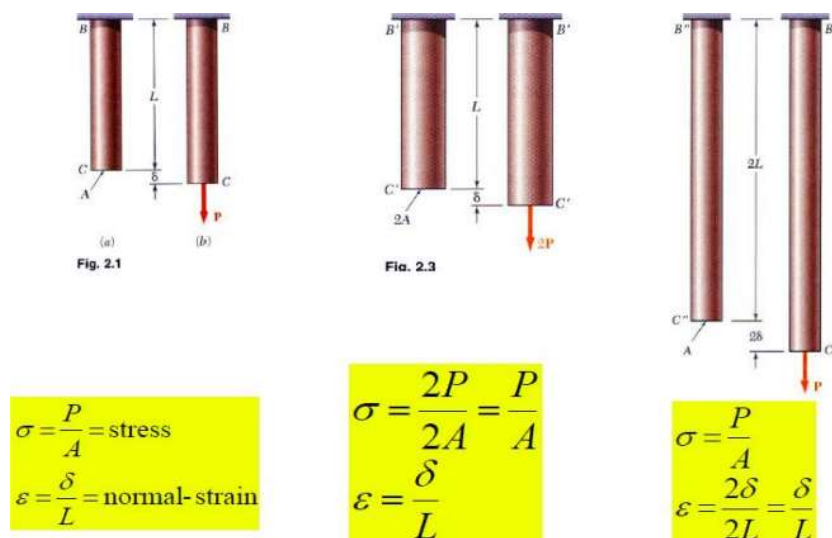 B B
L
C
δ
C
A
P
(a) (b)
Fig. 2.1
σ = P/A = stress
ε = δ/L = normal-strain
B' B'
L
C'
δ
C'
2A
2P
Fig. 2.3
σ = 2P/2A = P/A
ε = δ/L
B" B
2L
C"
2δ
A
C
P
σ = P/A
ε = 2δ/2L = δ/L